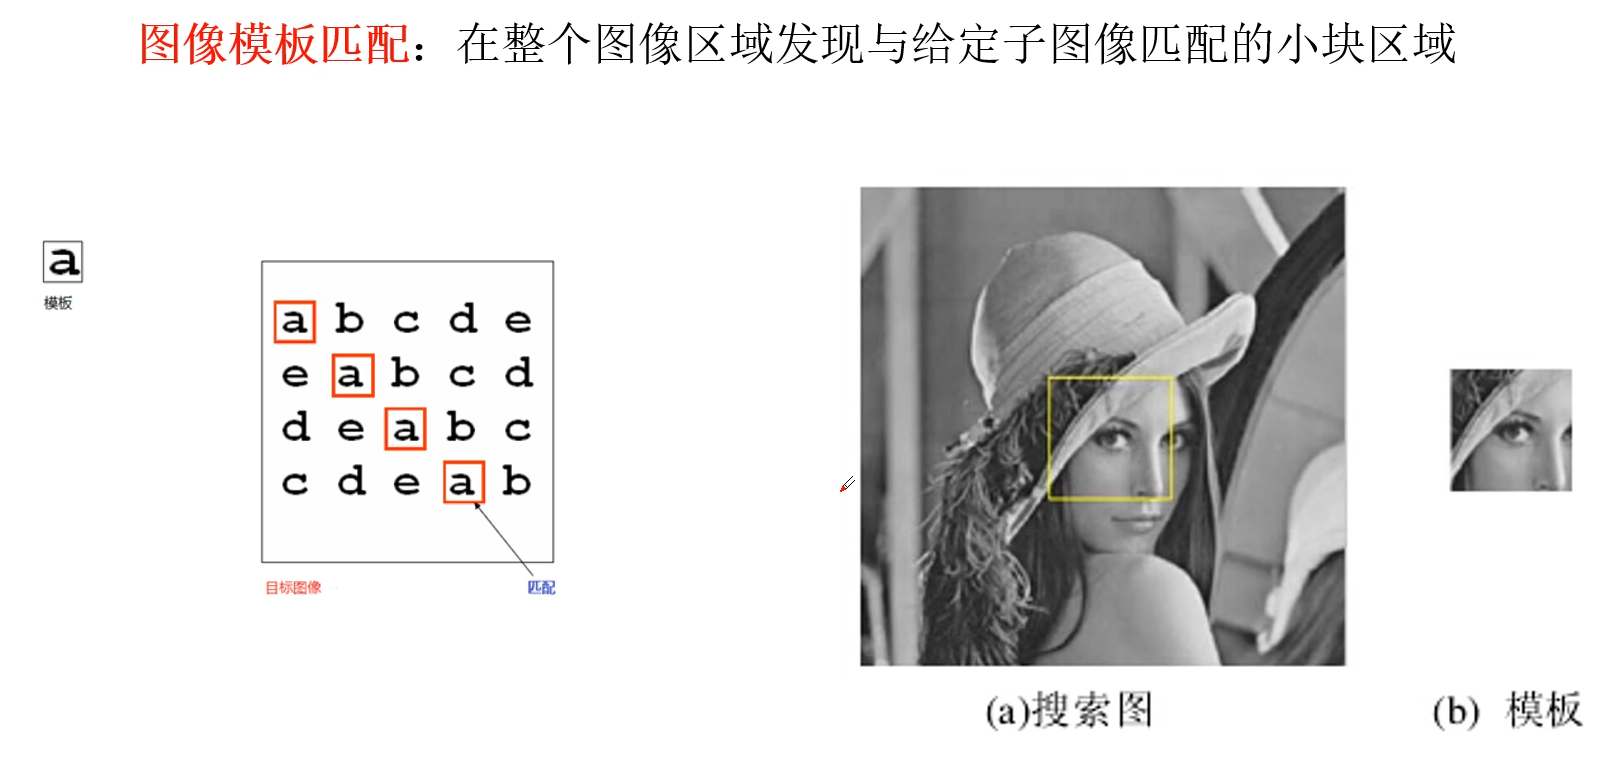 图像模板匹配：在整个图像区域发现与给定子图像匹配的小块区域
a
模板
a b c d e
e a b c d
d e a b c
c d e a b
目标图像
匹配
(a)搜索图
(b) 模板